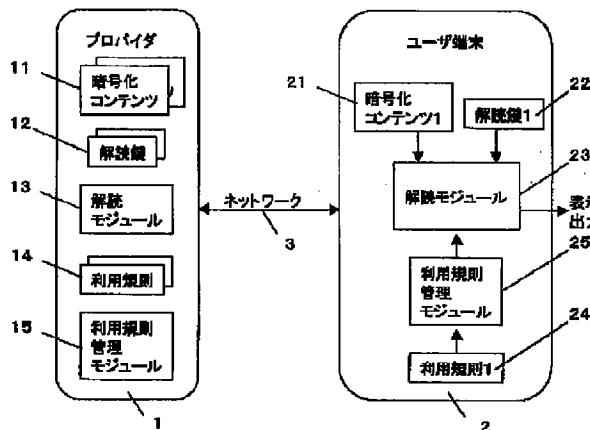 プロバイダ
11
暗号化
コンテンツ
12
解読鍵
13
解読
モジュール
14
利用規則
15
利用規則
管理
モジュール
1
ネットワーク
3
ユーザ端末
21
暗号化
コンテンツ1
22
解読鍵1
23
解読モジュール
表示
出力
25
利用規則
管理
モジュール
24
利用規則1
2